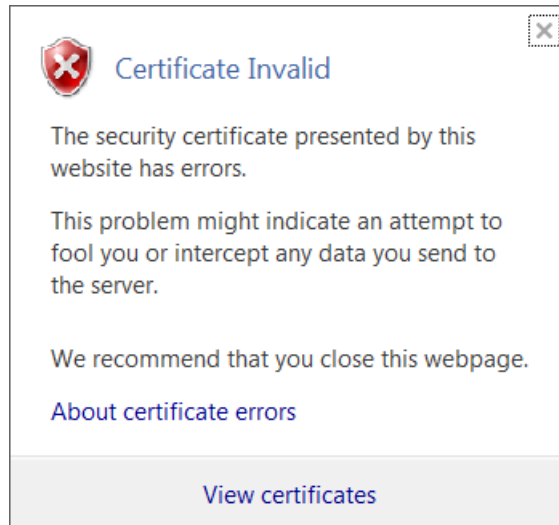 Certificate Invalid
The security certificate presented by this
website has errors.
This problem might indicate an attempt to
fool you or intercept any data you send to
the server.
We recommend that you close this webpage.
About certificate errors
View certificates